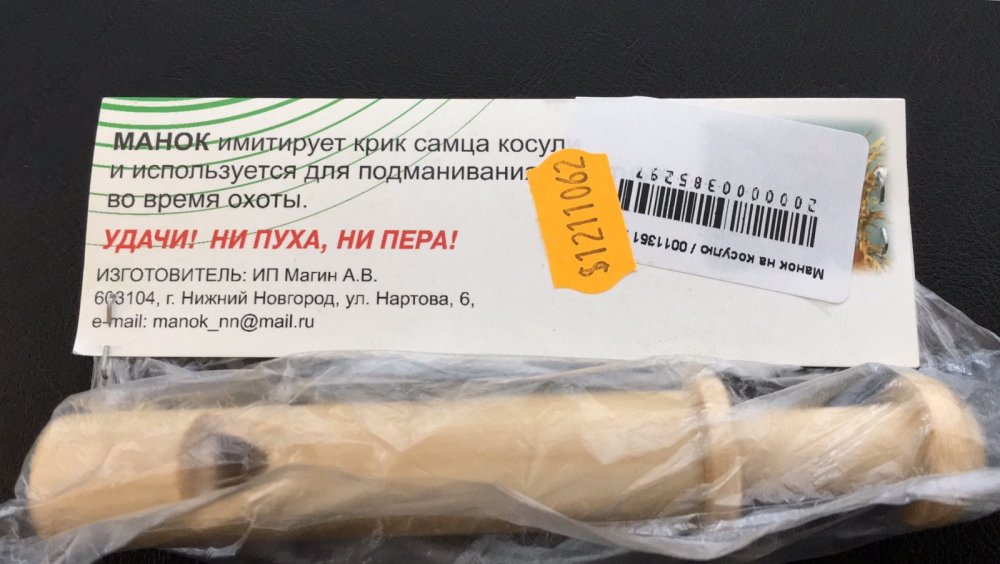 МАНОК имитирует крик самца косул
и используется для подманивани
во время охоты.
УДАЧИ! НИ ПУХА, НИ ПЕРА!
ИЗГОТОВИТЕЛЬ: ИП Магин А.В.
603104, г. Нижний Новгород, ул. Нартова, 6,
e-mail: manok_nn@mail.ru
51211062
2000000385297
Манок на косулю / 0011361